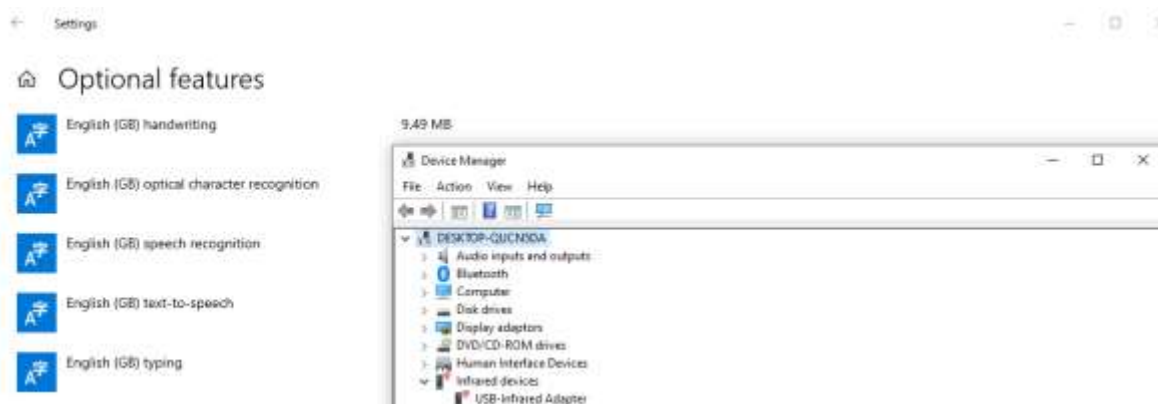 Settings
Optional features
English (GB) handwriting
9.49 MB
English (GB) optical character recognition
English (GB) speech recognition
English (GB) text-to-speech
English (GB) typing
Device Manager
File Action View Help
DESKTOP-QUCN5DA
Audio inputs and outputs
Bluetooth
Computer
Disk drives
Display adaptors
DVD/CD-ROM drives
Human Interface Devices
Infrared devices
USB-Infrared Adapter